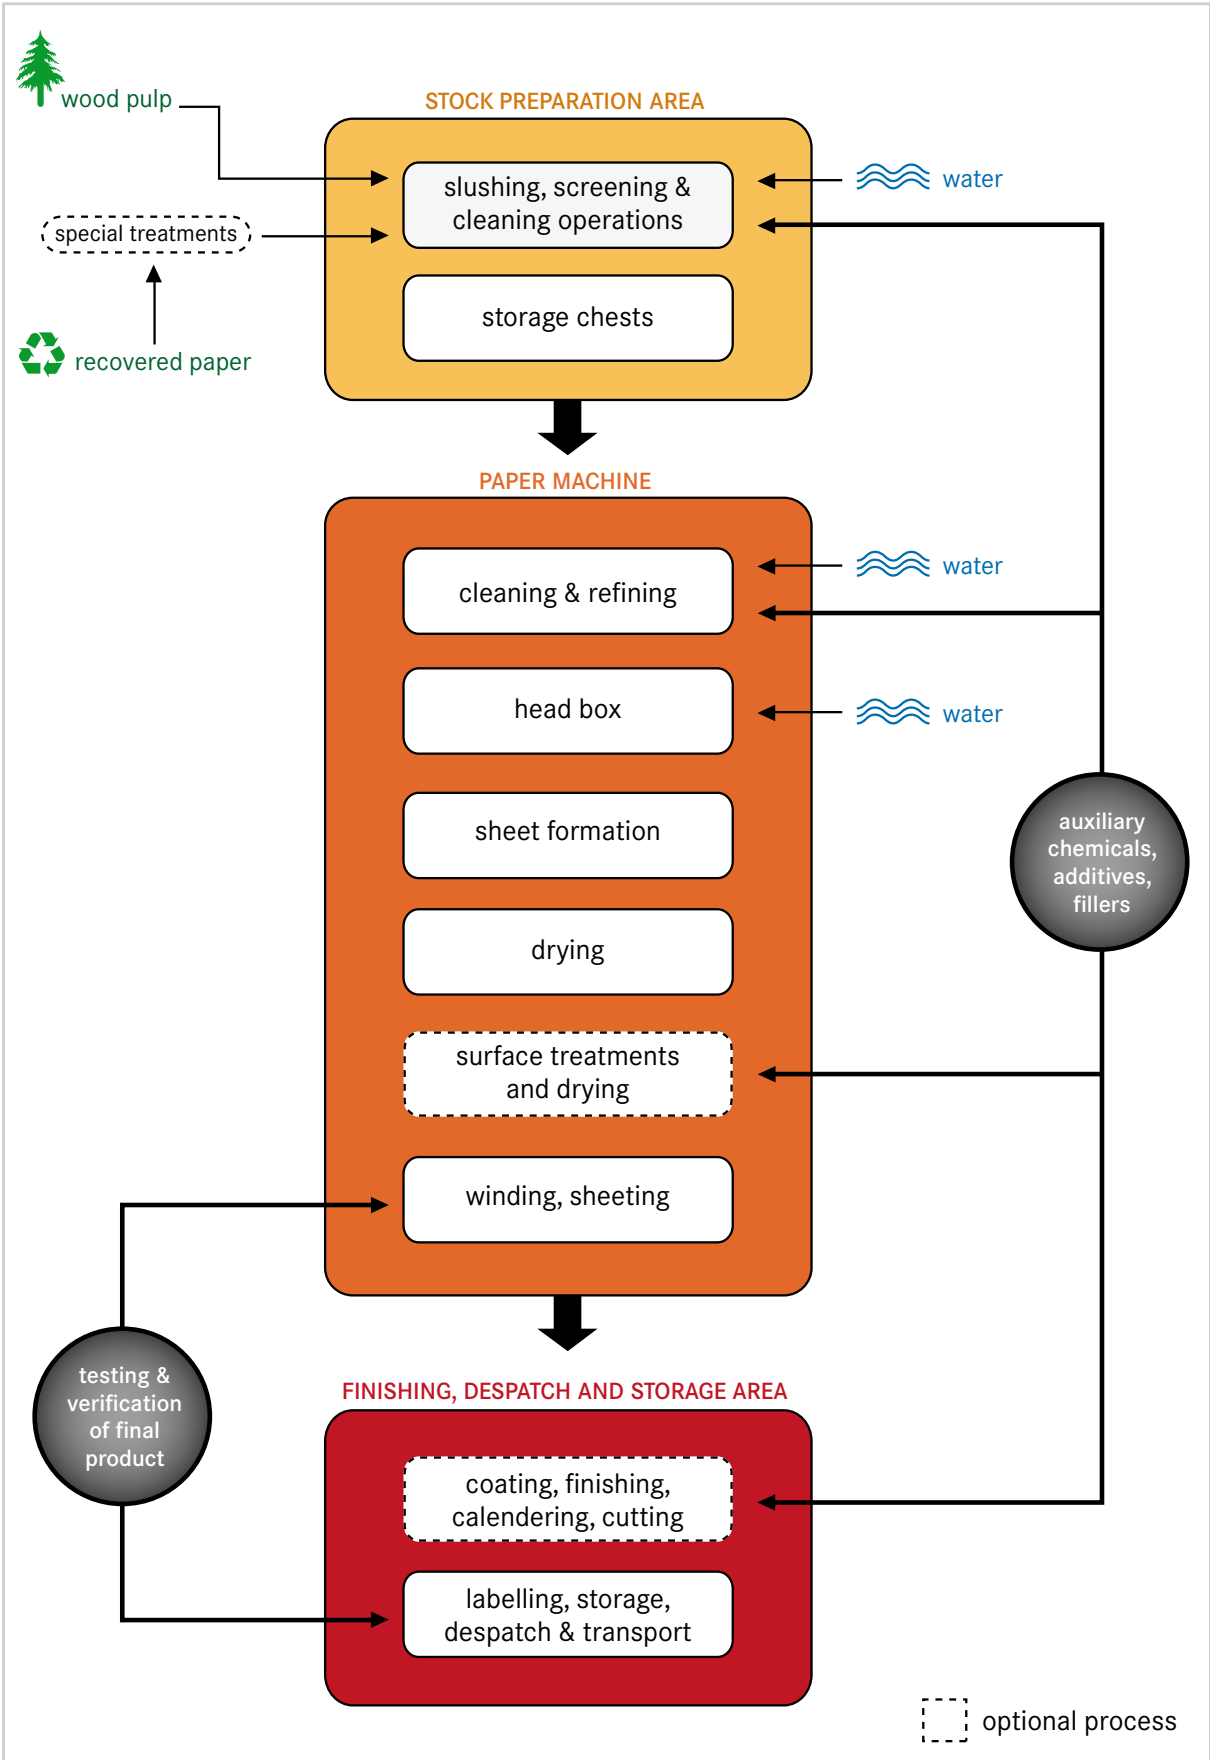 wood pulp
STOCK PREPARATION AREA
slushing, screening &
cleaning operations
water
special treatments
storage chests
recovered paper
PAPER MACHINE
cleaning & refining
water
head box
water
sheet formation
auxiliary
chemicals,
additives,
fillers
drying
surface treatments
and drying
winding, sheeting
testing &
verification
of final
product
FINISHING, DESPATCH AND STORAGE AREA
coating, finishing,
calendering, cutting
labelling, storage,
despatch & transport
optional process